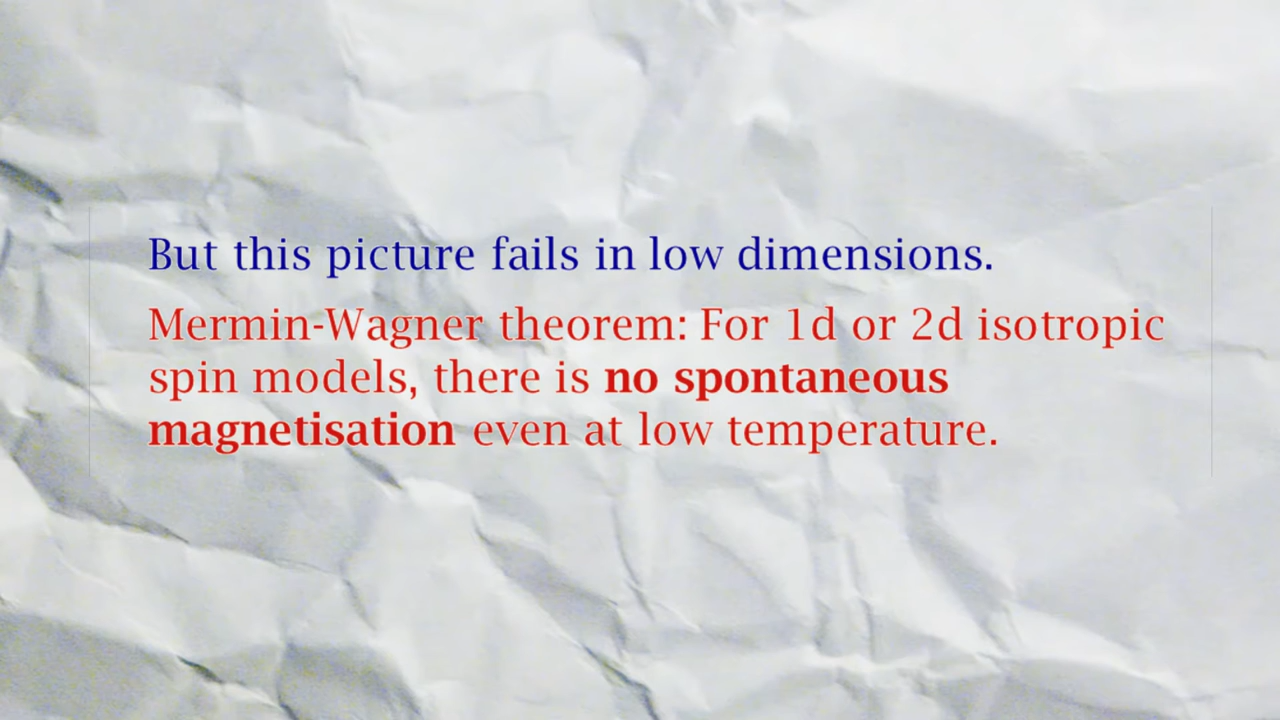 But this picture fails in low dimensions.
Mermin-Wagner theorem: For 1d or 2d isotropic
spin models, there is no spontaneous
magnetisation even at low temperature.